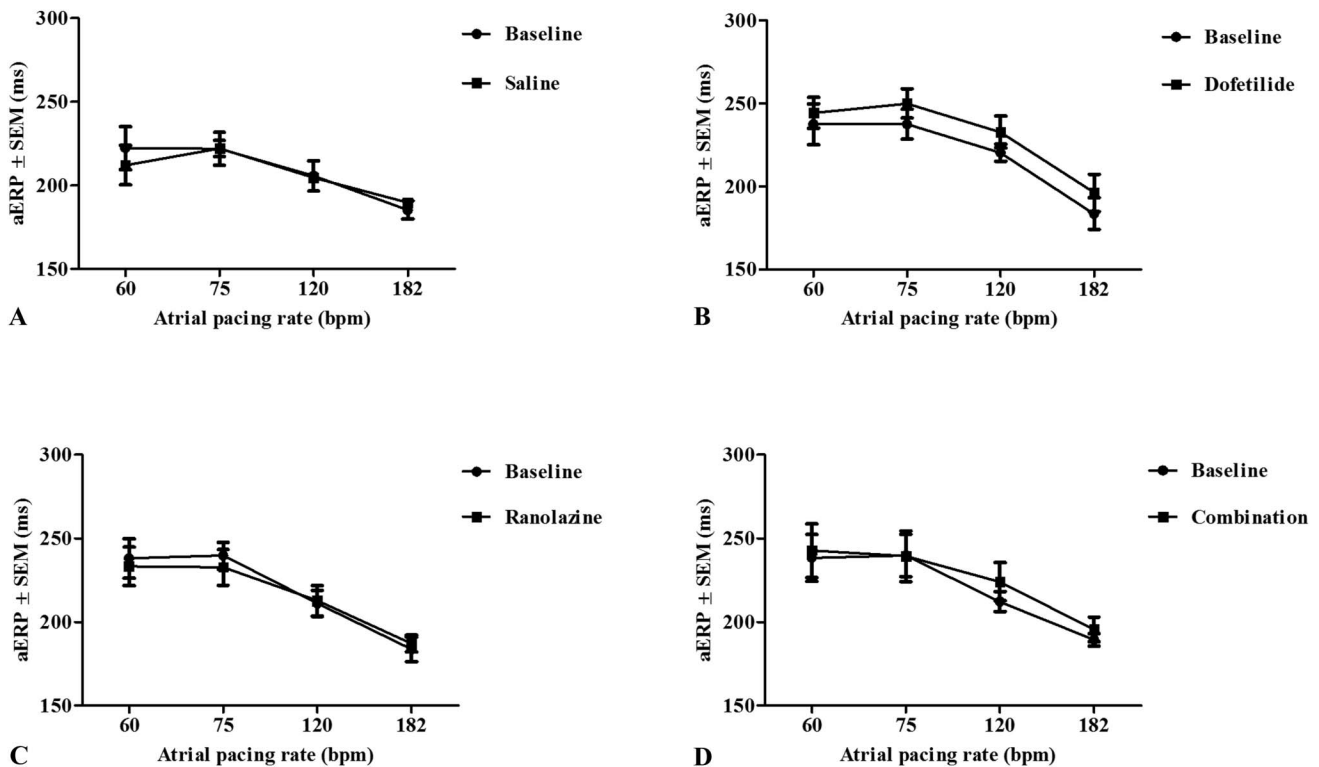 300
250
200
150
aERP ± SEM (ms)
60 75 120 182
Atrial pacing rate (bpm)
Baseline
Saline
A
300
250
200
150
aERP ± SEM (ms)
60 75 120 182
Atrial pacing rate (bpm)
Baseline
Dofetilide
B
300
250
200
150
aERP ± SEM (ms)
60 75 120 182
Atrial pacing rate (bpm)
Baseline
Ranolazine
C
300
250
200
150
aERP ± SEM (ms)
60 75 120 182
Atrial pacing rate (bpm)
Baseline
Combination
D